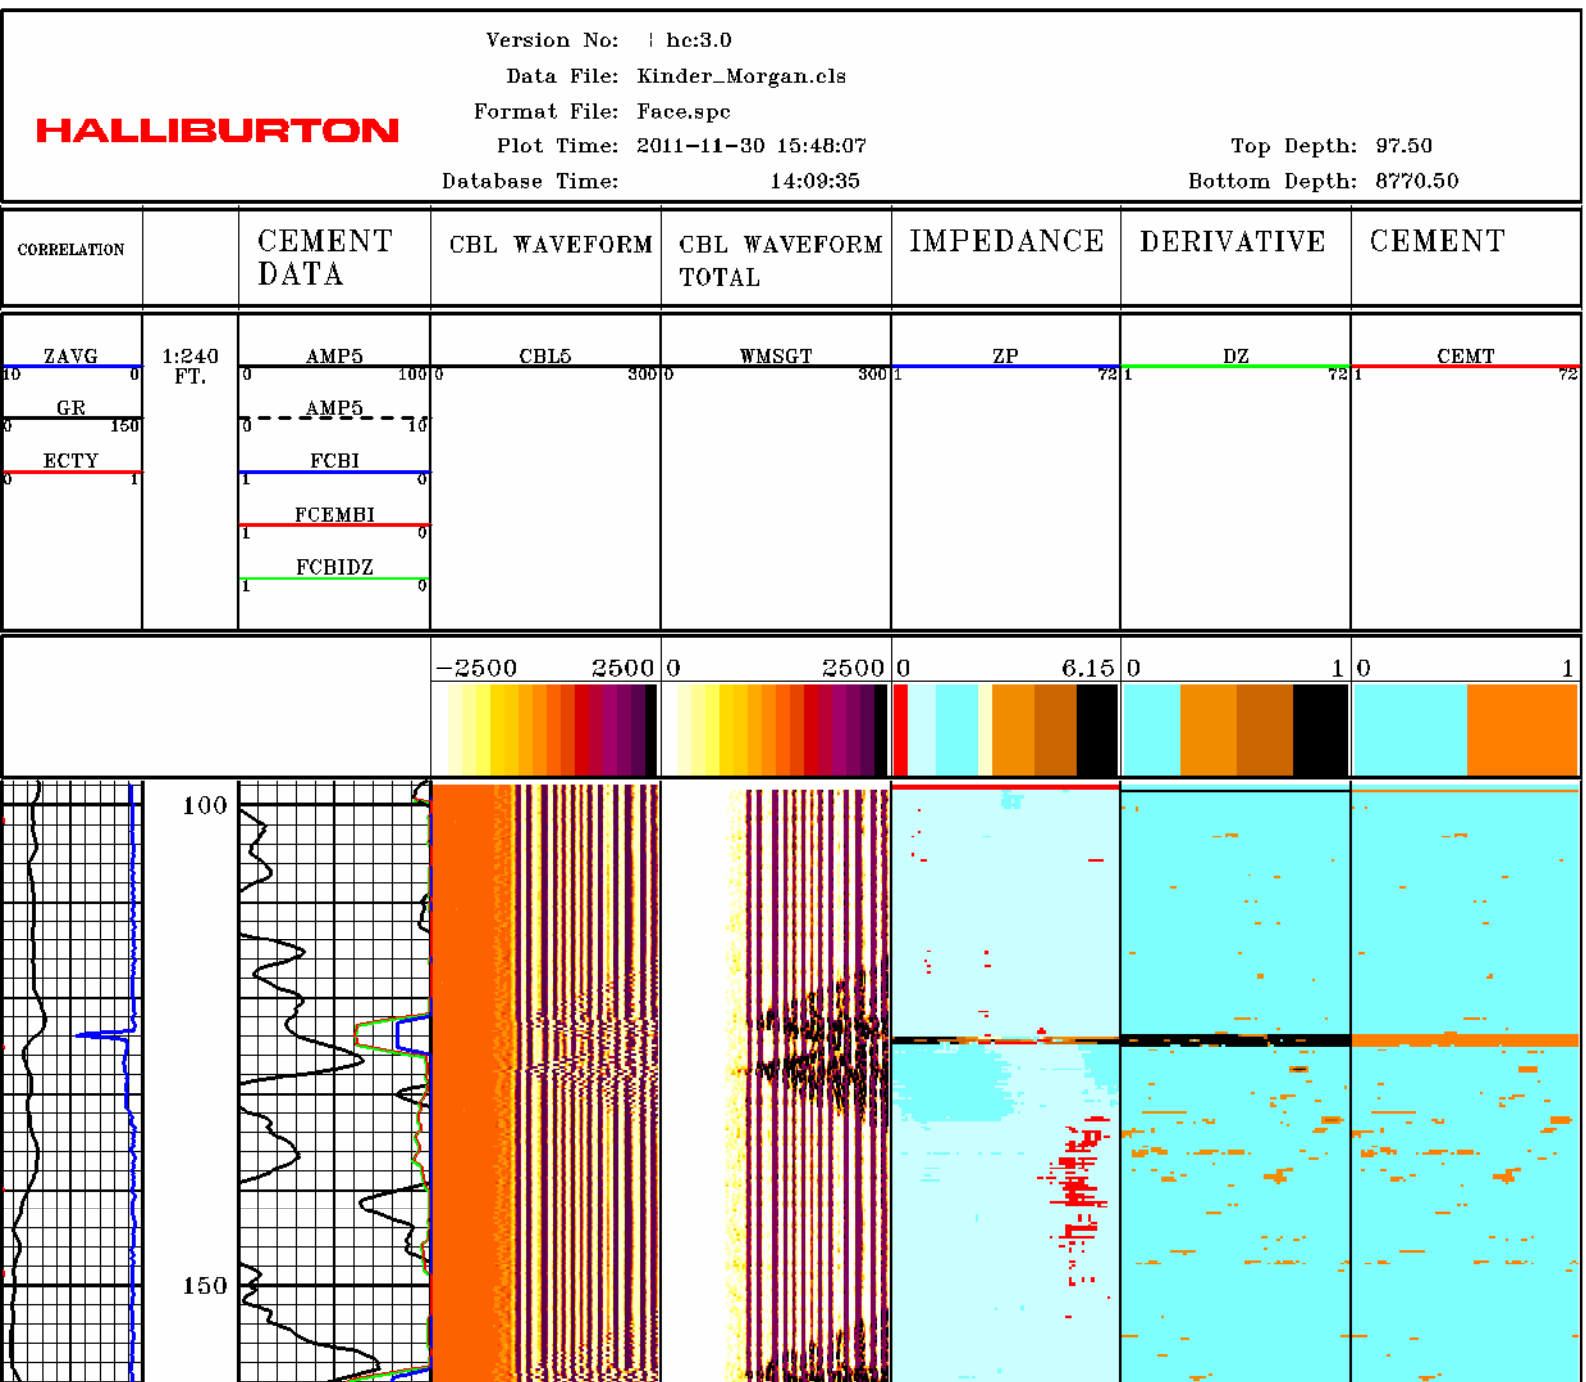 Version No: | hc:3.0
Data File: Kinder_Morgan.cls
Format File: Face.spc
HALLIBURTON
Plot Time: 2011-11-30 15:48:07
Top Depth: 97.50
Database Time: 14:09:35
Bottom Depth: 8770.50
CORRELATION
CEMENT DATA
CBL WAVEFORM
CBL WAVEFORM TOTAL
IMPEDANCE
DERIVATIVE
CEMENT
ZAVG
10 0
GR
0 150
ECTY
0 1
1:240
FT.
AMP5
0 100
AMP5
0 10
FCBI
1 0
FCEMBI
1 0
FCBIDZ
1 0
CBL5
0 300
WMSGT
0 300
ZP
1 72
DZ
1 72
CEMT
1 72
-2500 2500
0 2500
0 6.15
0 1
0 1
100
150